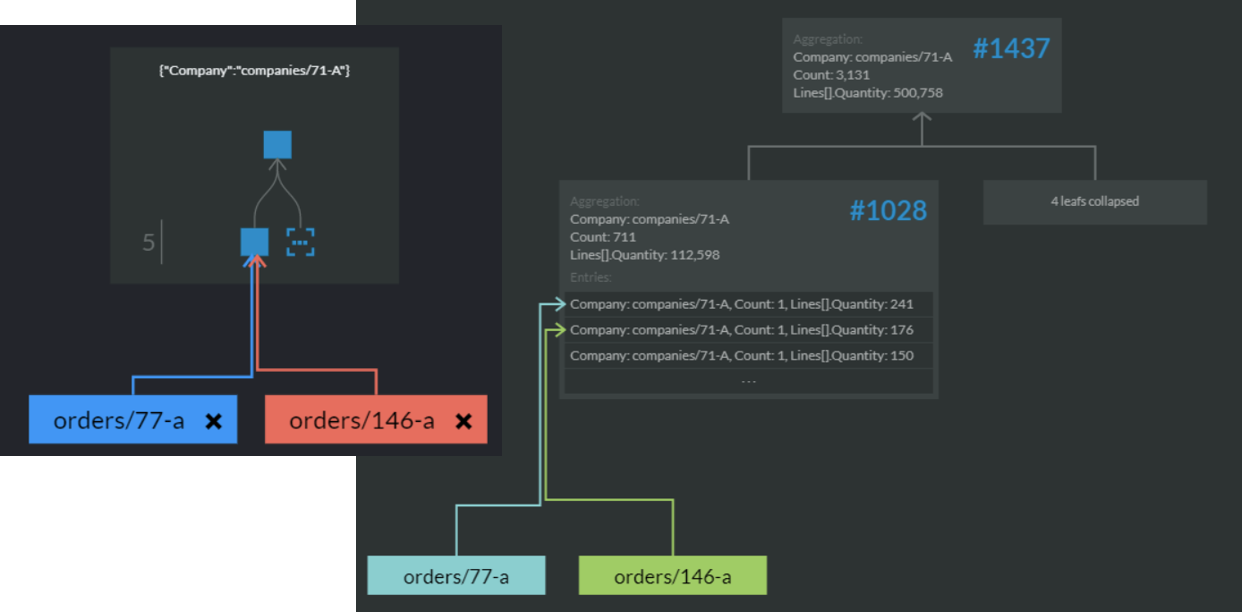 {"Company":"companies/71-A"}
5
orders/77-a ×
orders/146-a ×
Aggregation:
Company: companies/71-A
Count: 3,131
Lines[].Quantity: 500,758
#1437
Aggregation:
Company: companies/71-A
Count: 711
Lines[].Quantity: 112,598
#1028
Entries:
Company: companies/71-A, Count: 1, Lines[].Quantity: 241
Company: companies/71-A, Count: 1, Lines[].Quantity: 176
Company: companies/71-A, Count: 1, Lines[].Quantity: 150
...
4 leafs collapsed
orders/77-a
orders/146-a